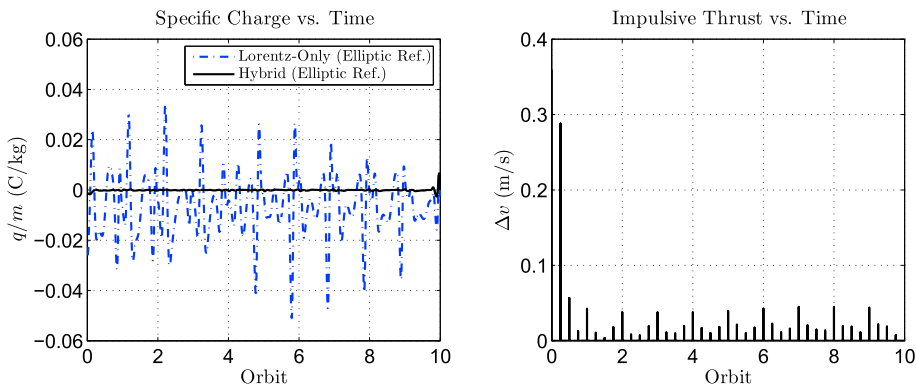 Specific Charge vs. Time
0.06
0.04
0.02
0
−0.02
−0.04
−0.06
q/m (C/kg)
Lorentz-Only (Elliptic Ref.)
Hybrid (Elliptic Ref.)
0 2 4 6 8 10
Orbit
Impulsive Thrust vs. Time
0.4
0.3
0.2
0.1
0
Δv (m/s)
0 2 4 6 8 10
Orbit